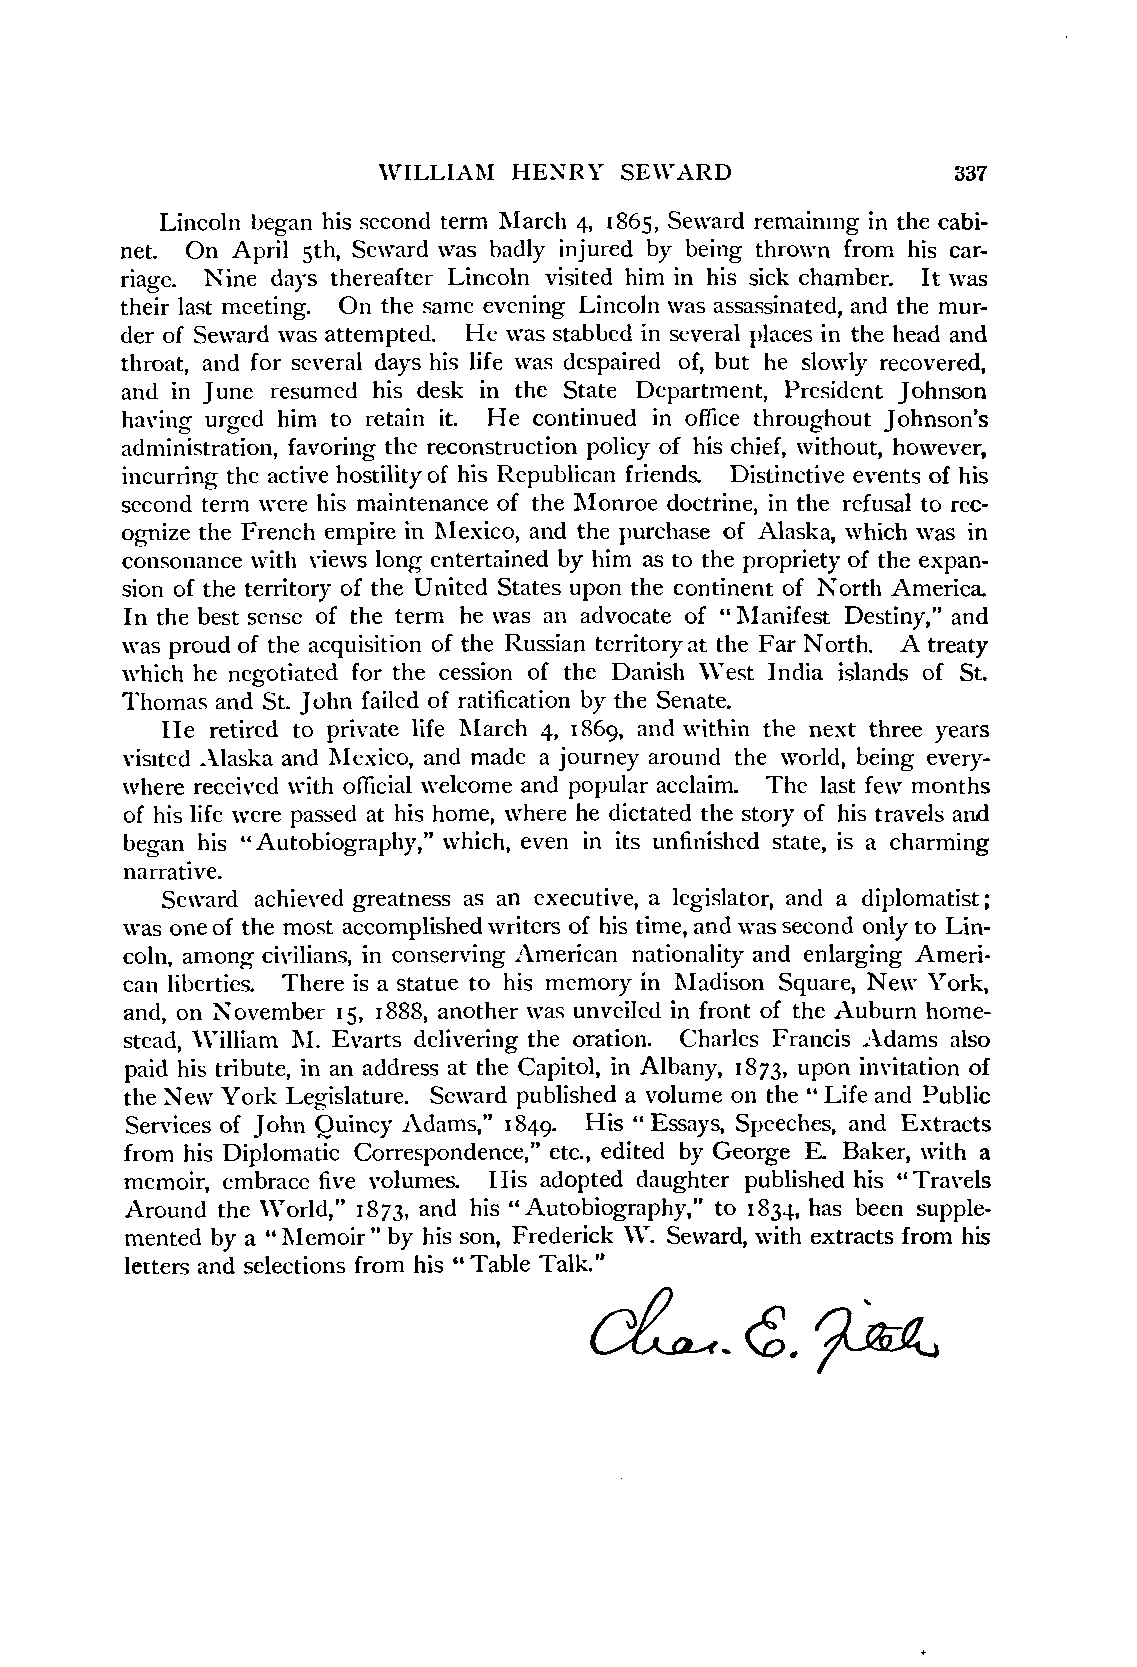 WILLIAM HENRY SEWARD 337
Lincoln began his second term March 4, 1865, Seward remaining in the cabi-
net. On April 5th, Seward was badly injured by being thrown from his car-
riage. Nine days thereafter Lincoln visited him in his sick chamber. It was
their last meeting. On the same evening Lincoln was assassinated, and the mur-
der of Seward was attempted. He was stabbed in several places in the head and
throat, and for several days his life was despaired of, but he slowly recovered,
and in June resumed his desk in the State Department, President Johnson
having urged him to retain it. He continued in office throughout Johnson's
administration, favoring the reconstruction policy of his chief, without, however,
incurring the active hostility of his Republican friends. Distinctive events of his
second term were his maintenance of the Monroe doctrine, in the refusal to rec-
ognize the French empire in Mexico, and the purchase of Alaska, which was in
consonance with views long entertained by him as to the propriety of the expan-
sion of the territory of the United States upon the continent of North America.
In the best sense of the term he was an advocate of "Manifest Destiny," and
was proud of the acquisition of the Russian territory at the Far North. A treaty
which he negotiated for the cession of the Danish West India islands of St.
Thomas and St. John failed of ratification by the Senate.
He retired to private life March 4, 1869, and within the next three years
visited Alaska and Mexico, and made a journey around the world, being every-
where received with official welcome and popular acclaim. The last few months
of his life were passed at his home, where he dictated the story of his travels and
began his "Autobiography," which, even in its unfinished state, is a charming
narrative.
Seward achieved greatness as an executive, a legislator, and a diplomatist;
was one of the most accomplished writers of his time, and was second only to Lin-
coln, among civilians, in conserving American nationality and enlarging Ameri-
can liberties. There is a statue to his memory in Madison Square, New York,
and, on November 15, 1888, another was unveiled in front of the Auburn home-
stead, William M. Evarts delivering the oration. Charles Francis Adams also
paid his tribute, in an address at the Capitol, in Albany, 1873, upon invitation of
the New York Legislature. Seward published a volume on the "Life and Public
Services of John Quincy Adams," 1849. His "Essays, Speeches, and Extracts
from his Diplomatic Correspondence," etc., edited by George E. Baker, with a
memoir, embrace five volumes. His adopted daughter published his "Travels
Around the World," 1873, and his "Autobiography," to 1834, has been supple-
mented by a "Memoir" by his son, Frederick W. Seward, with extracts from his
letters and selections from his "Table Talk."
Chas. E. Fitch